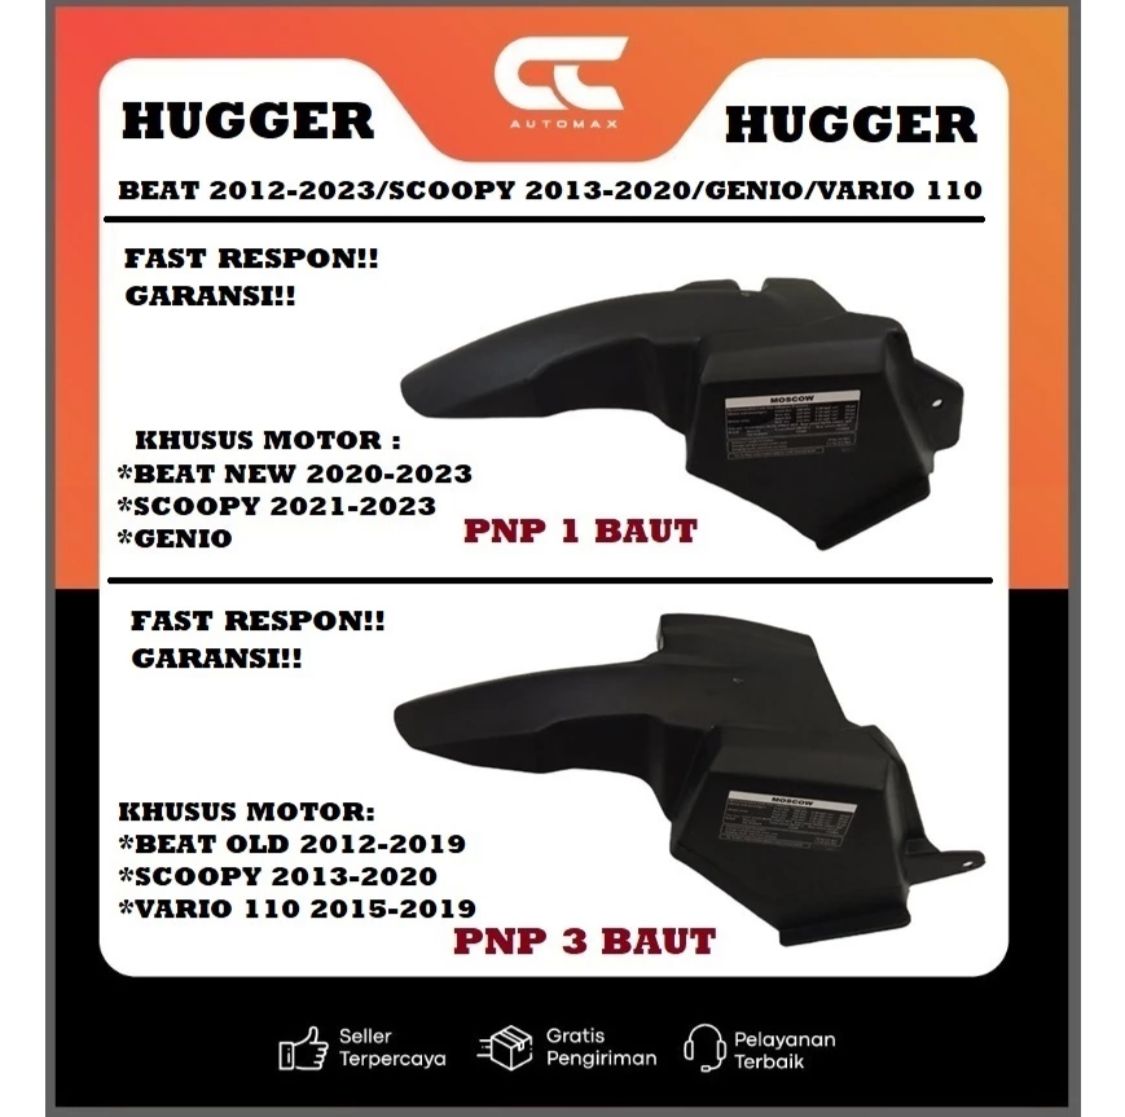 AUTOMAX
HUGGER
HUGGER
BEAT 2012-2023/SCOOPY 2013-2020/GENIO/VARIO 110
FAST RESPON!!
GARANSI!!
MOSCOW
KHUSUS MOTOR :
*BEAT NEW 2020-2023
*SCOOPY 2021-2023
*GENIO
PNP 1 BAUT
FAST RESPON!!
GARANSI!!
MOSCOW
KHUSUS MOTOR:
*BEAT OLD 2012-2019
*SCOOPY 2013-2020
*VARIO 110 2015-2019
PNP 3 BAUT
Seller
Terpercaya
Gratis
Pengiriman
Pelayanan
Terbaik